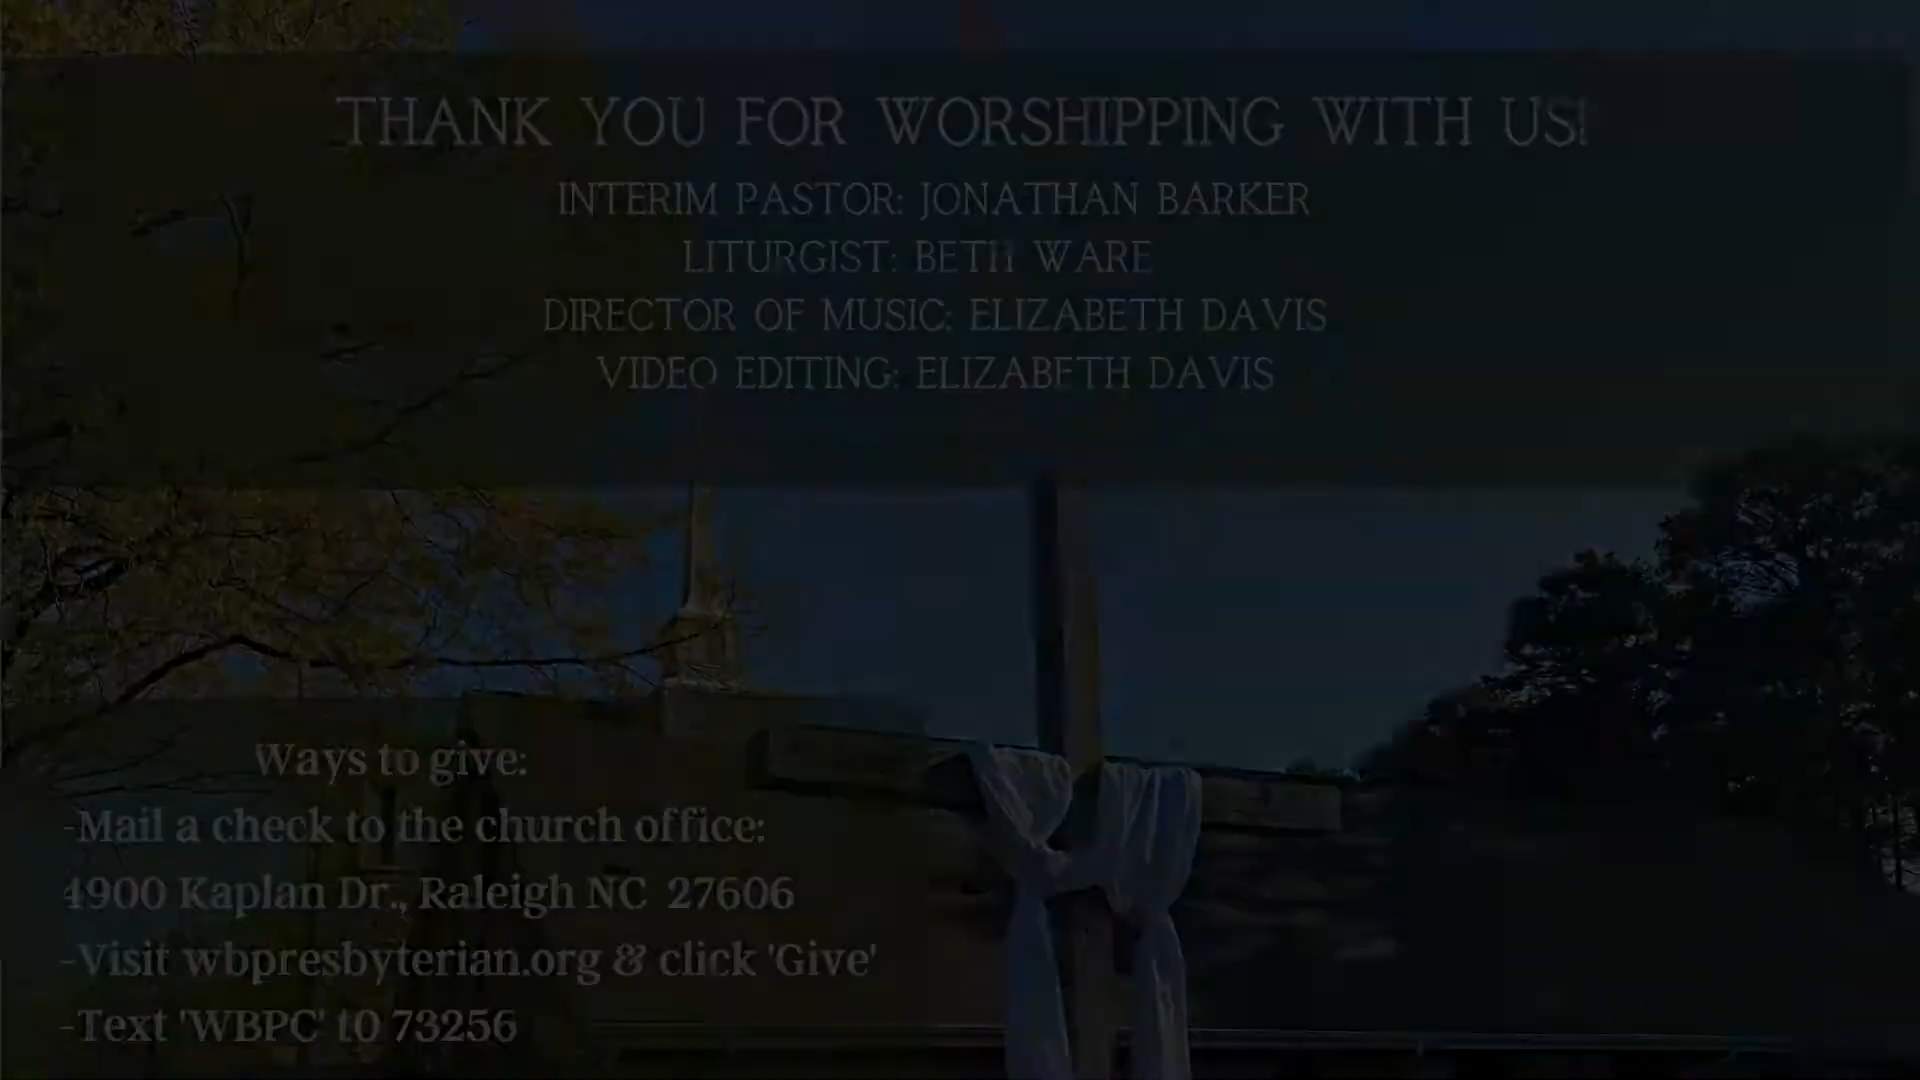 THANK YOU FOR WORSHIPPING WITH US!
INTERIM PASTOR: JONATHAN BARKER
LITURGIST: BETH WARE
DIRECTOR OF MUSIC: ELIZABETH DAVIS
VIDEO EDITING: ELIZABETH DAVIS
Ways to give:
-Mail a check to the church office:
4900 Kaplan Dr., Raleigh NC 27606
-Visit wbpresbyterian.org & click 'Give'
-Text 'WBPC' t0 73256